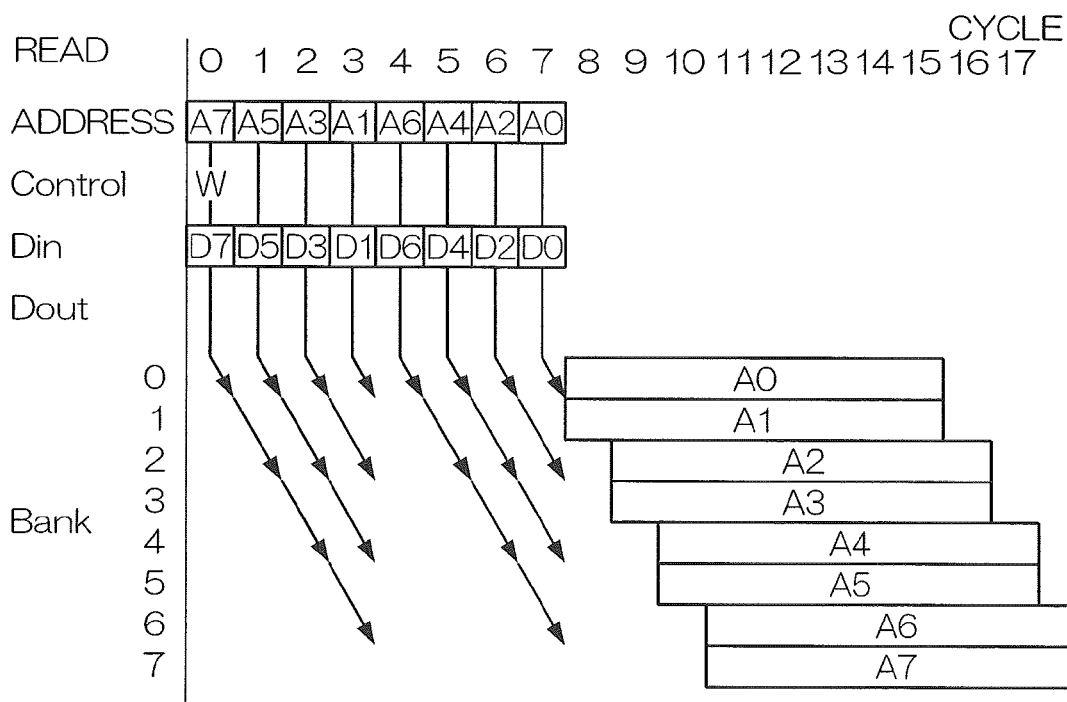 CYCLE
READ 0 1 2 3 4 5 6 7 8 9 10 11 12 13 14 15 16 17
ADDRESS A7 A5 A3 A1 A6 A4 A2 A0
Control W
Din D7 D5 D3 D1 D6 D4 D2 D0
Dout
0 A0
1 A1
2 A2
3 A3
Bank
4 A4
5 A5
6 A6
7 A7